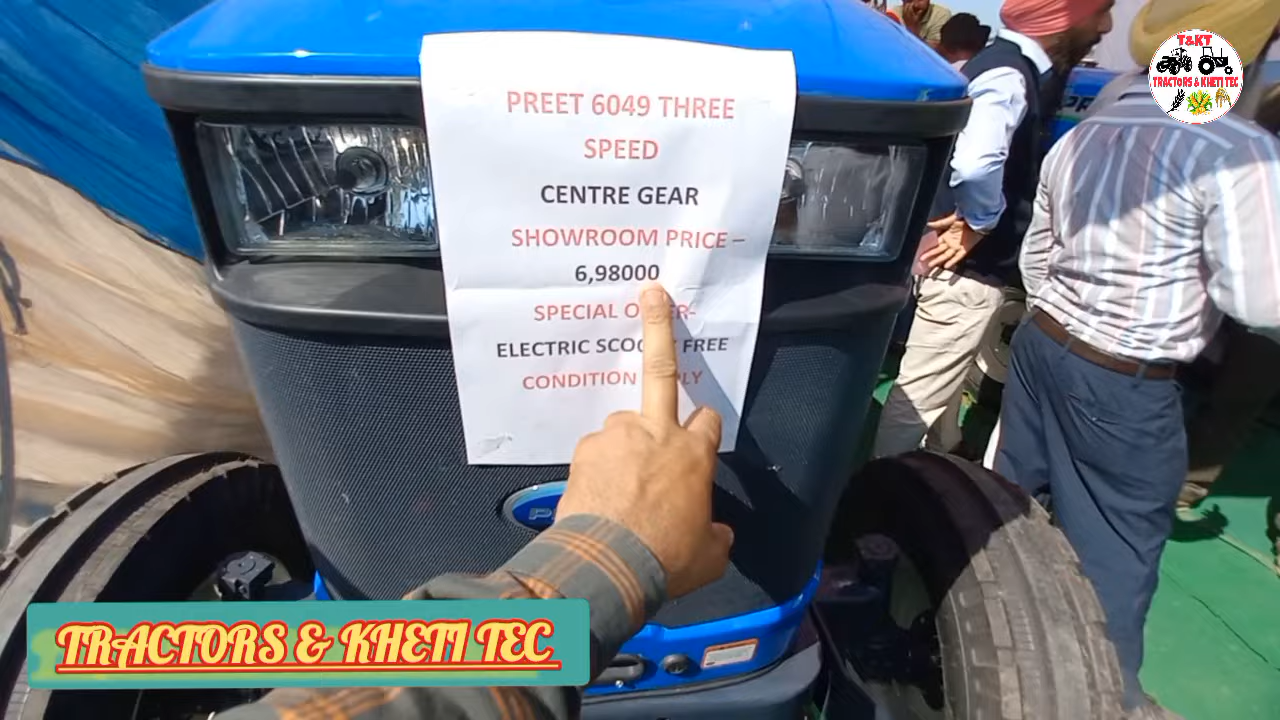 PREET 6049 THREE
SPEED
CENTRE GEAR
SHOWROOM PRICE –
6,98000
SPECIAL
ELECTRIC FREE
CONDITION
T&KT
TRACTORS & KHETI TEC
TRACTORS & KHETI TEC